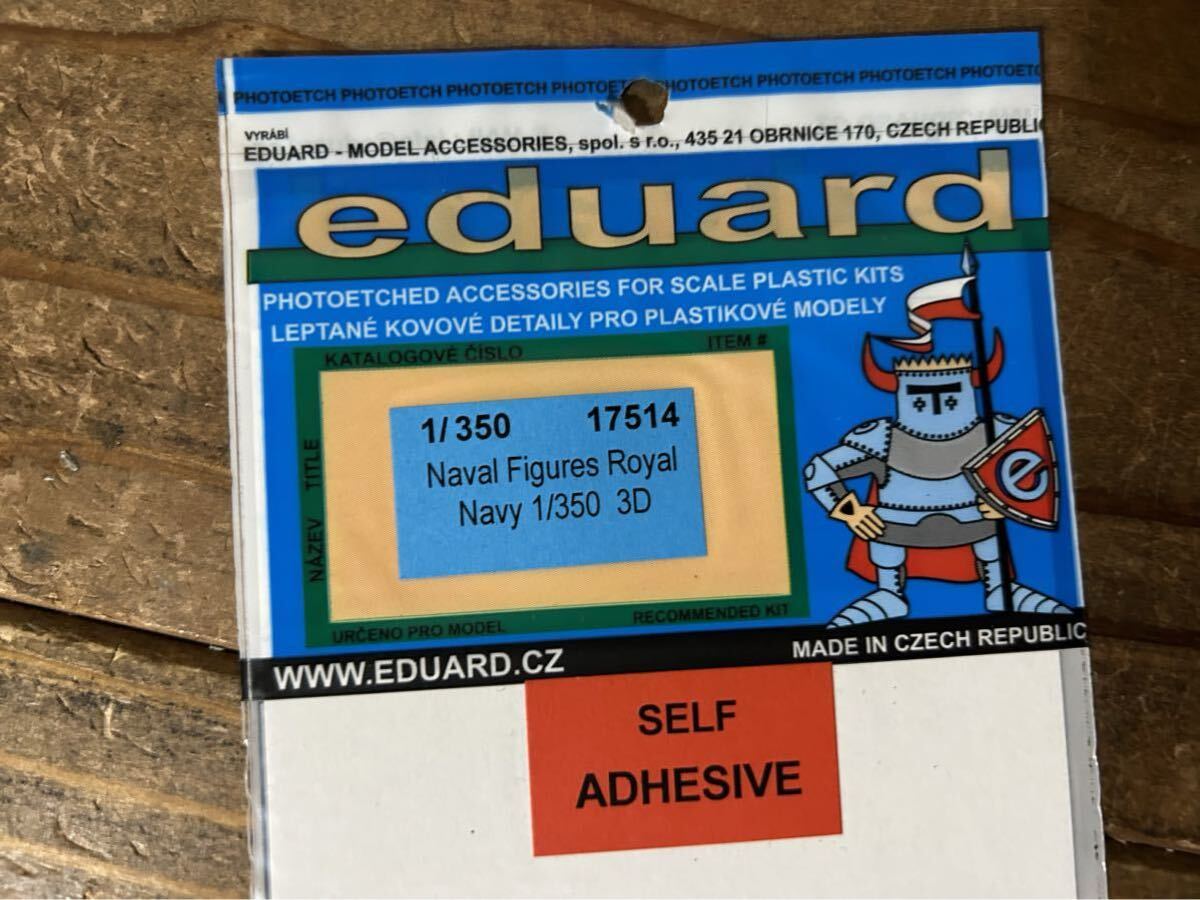 PHOTOETCH PHOTOETCH PHOTOETCH PHOTOETCH PHOTOETCH PHOTOETCH PHOTOETCH
VYRÁBÍ
EDUARD - MODEL ACCESSORIES, spol. s r.o., 435 21 OBRNICE 170, CZECH REPUBLI
eduard
PHOTOETCHED ACCESSORIES FOR SCALE PLASTIC KITS
LEPTANÉ KOVOVÉ DETAILY PRO PLASTIKOVÉ MODELY
KATALOGOVÉ ČÍSLO ITEM #
NÁZEV TITLE
1/350 17514
Naval Figures Royal
Navy 1/350 3D
URČENO PRO MODEL RECOMMENDED KIT
e
WWW.EDUARD.CZ MADE IN CZECH REPUBLIC
SELF
ADHESIVE